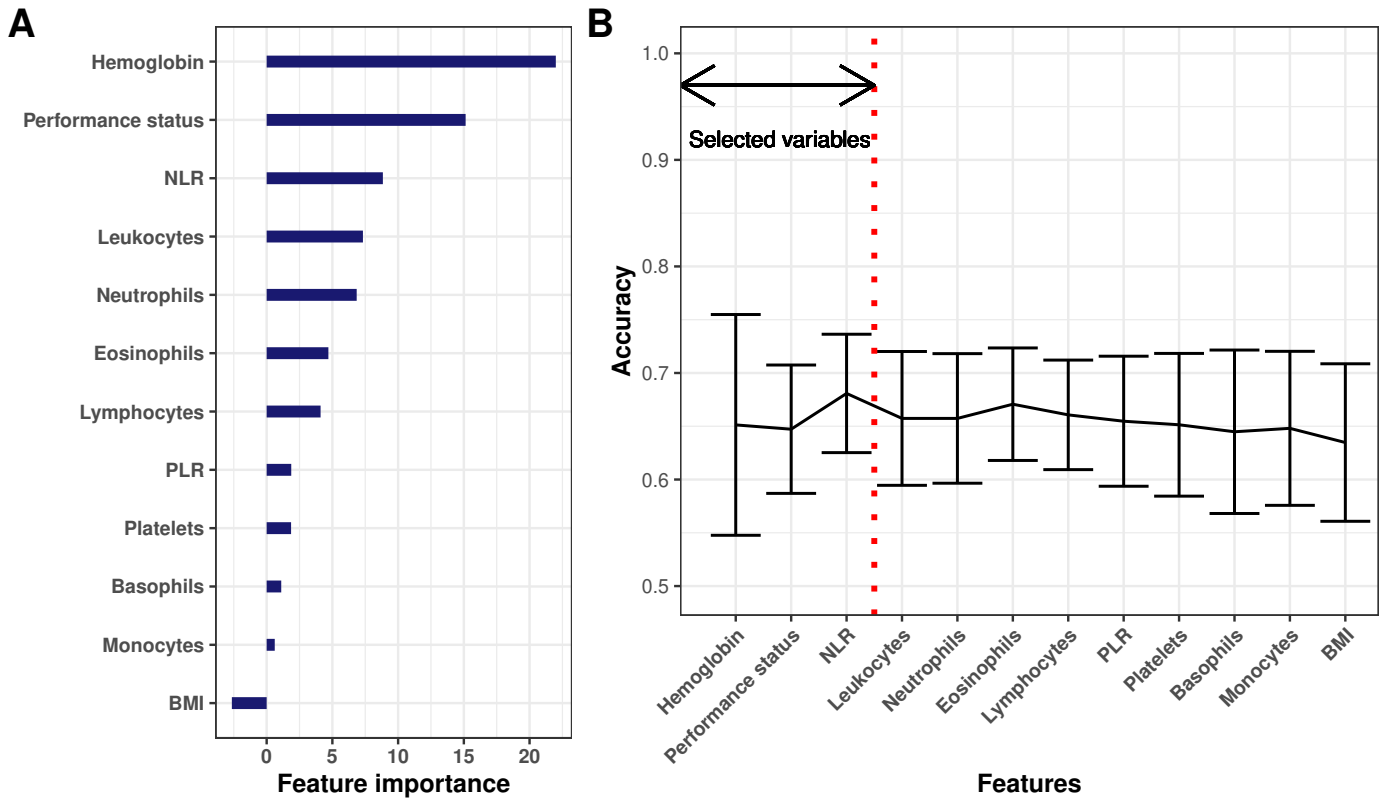 A
Hemoglobin
Performance status
NLR
Leukocytes
Neutrophils
Eosinophils
Lymphocytes
PLR
Platelets
Basophils
Monocytes
BMI
0 5 10 15 20
Feature importance
B
1.0
0.9
0.8
0.7
0.6
0.5
Accuracy
Selected variables
Hemoglobin
Performance status
NLR
Leukocytes
Neutrophils
Eosinophils
Lymphocytes
PLR
Platelets
Basophils
Monocytes
BMI
Features